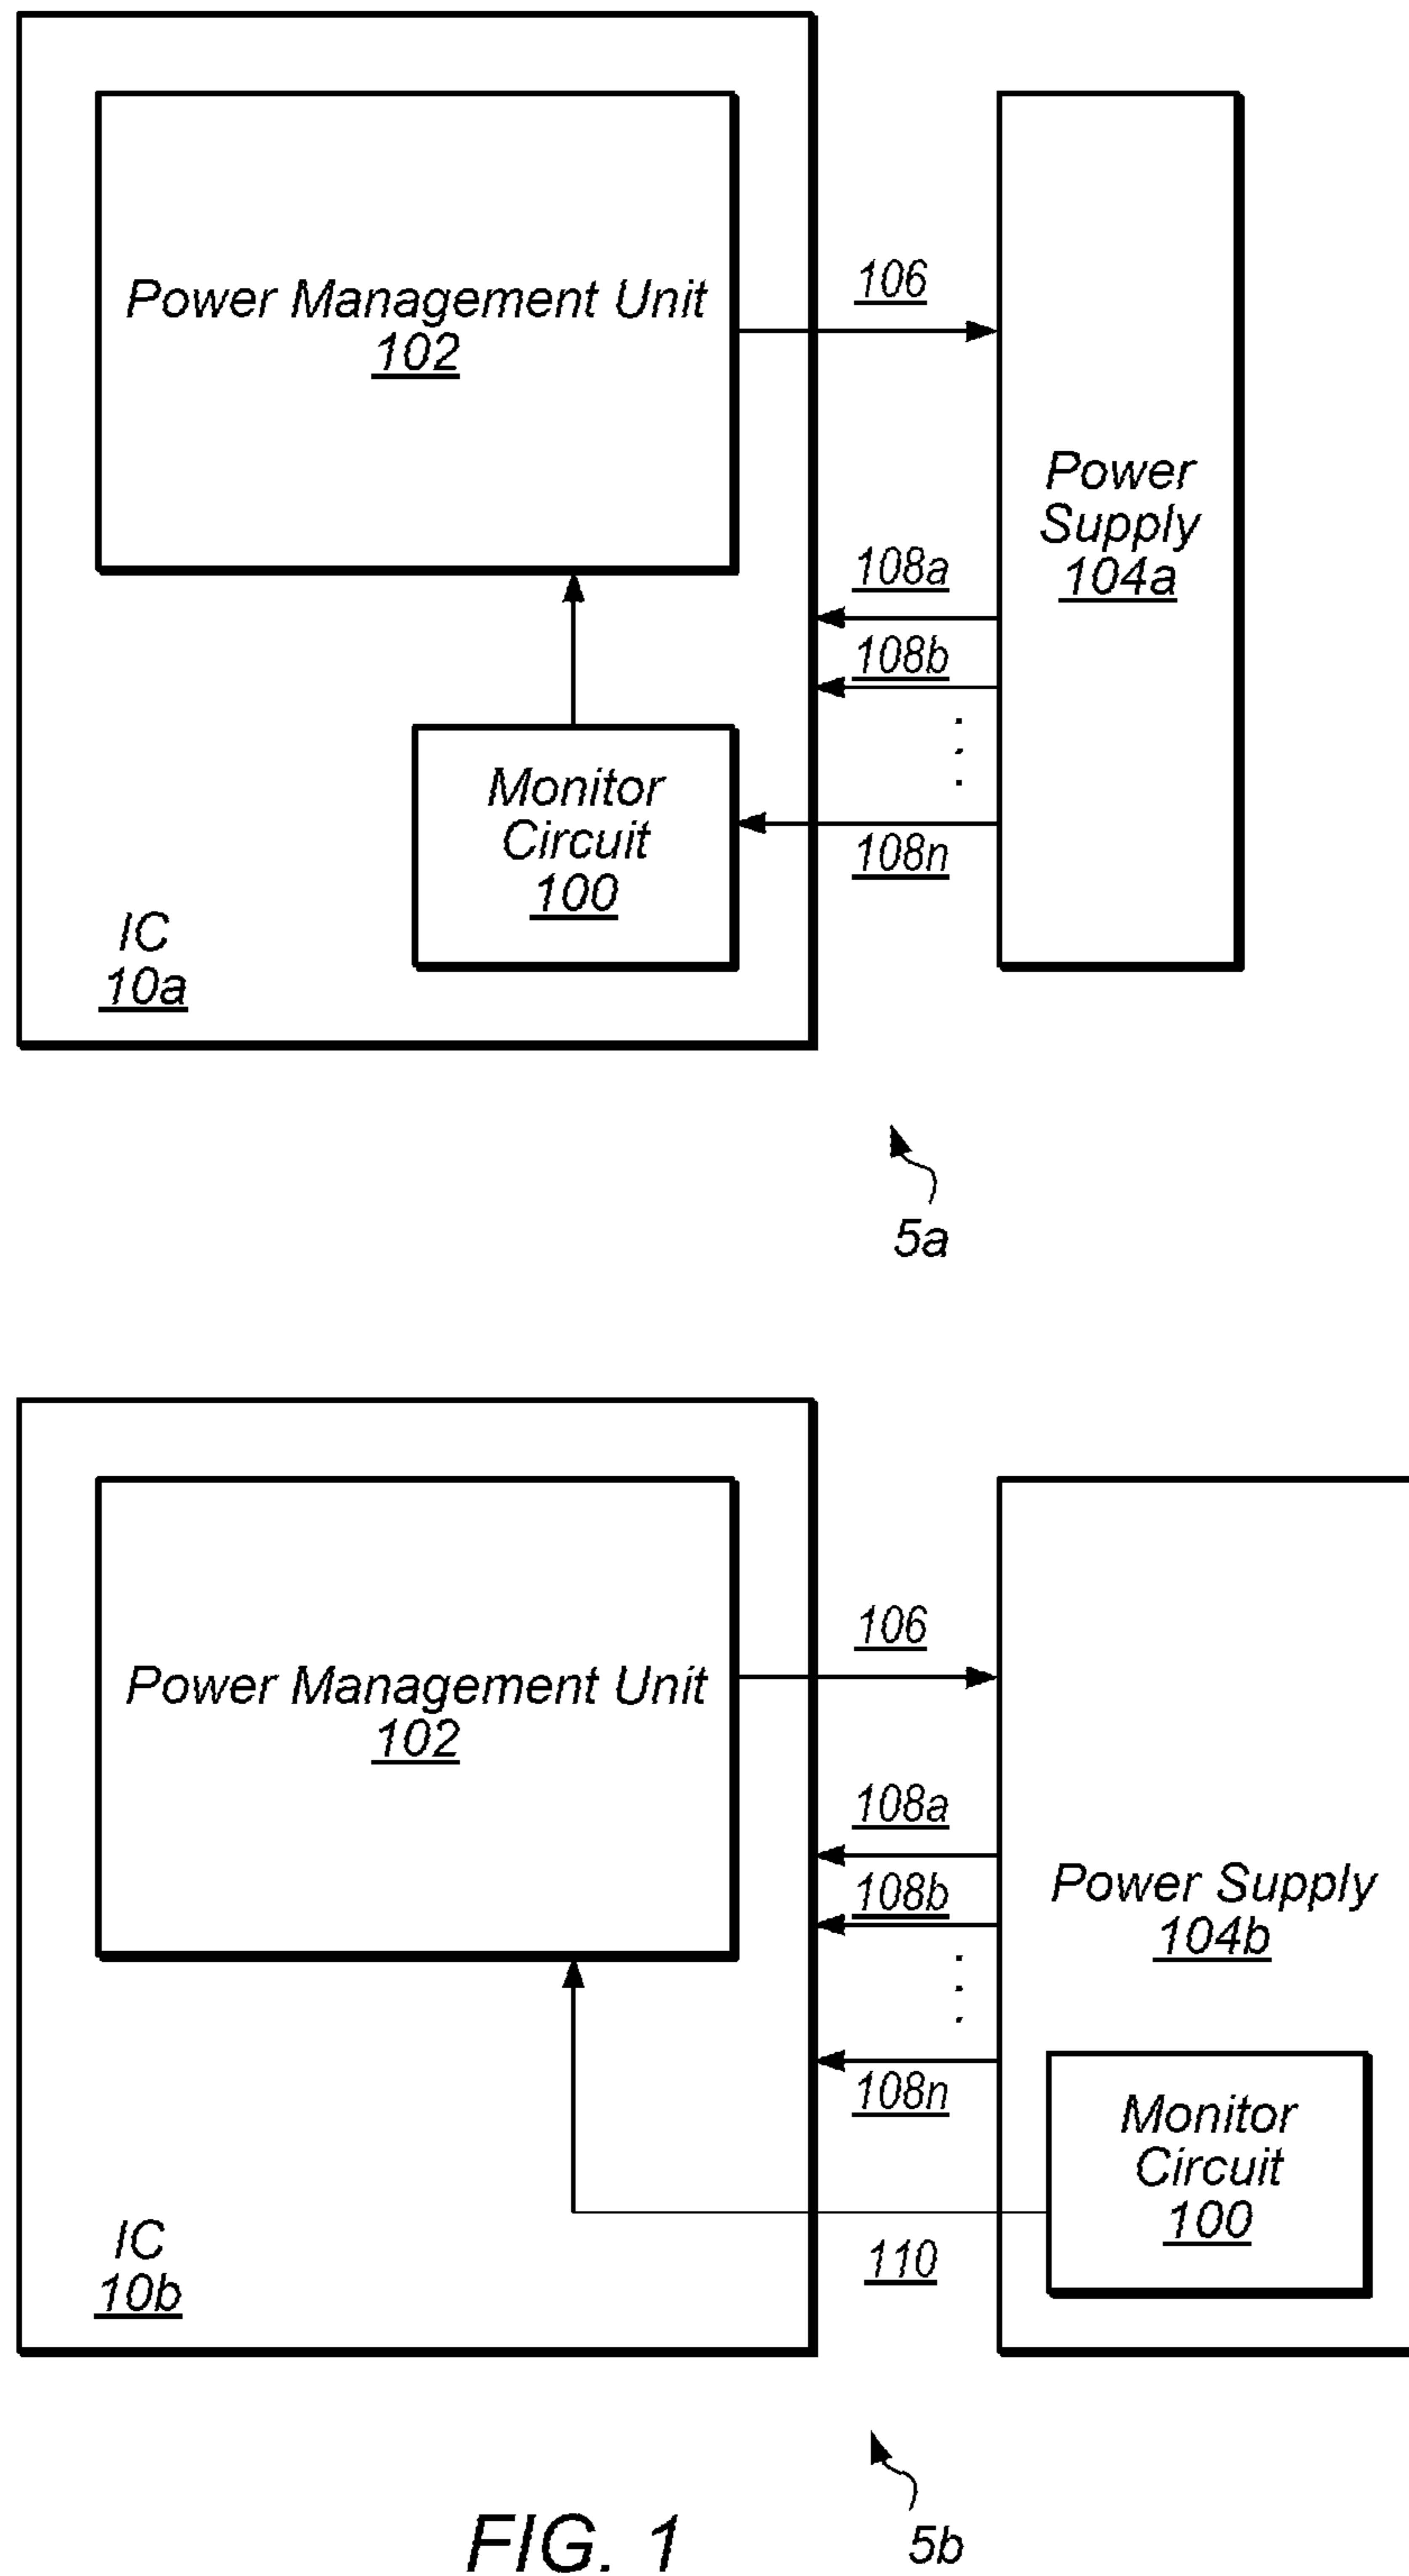 Power Management Unit
102
106
Power
Supply
104a
108a
108b
108n
Monitor
Circuit
100
IC
10a
5a
Power Management Unit
102
106
108a
108b
108n
Power Supply
104b
Monitor
Circuit
100
110
IC
10b
5b
FIG. 1